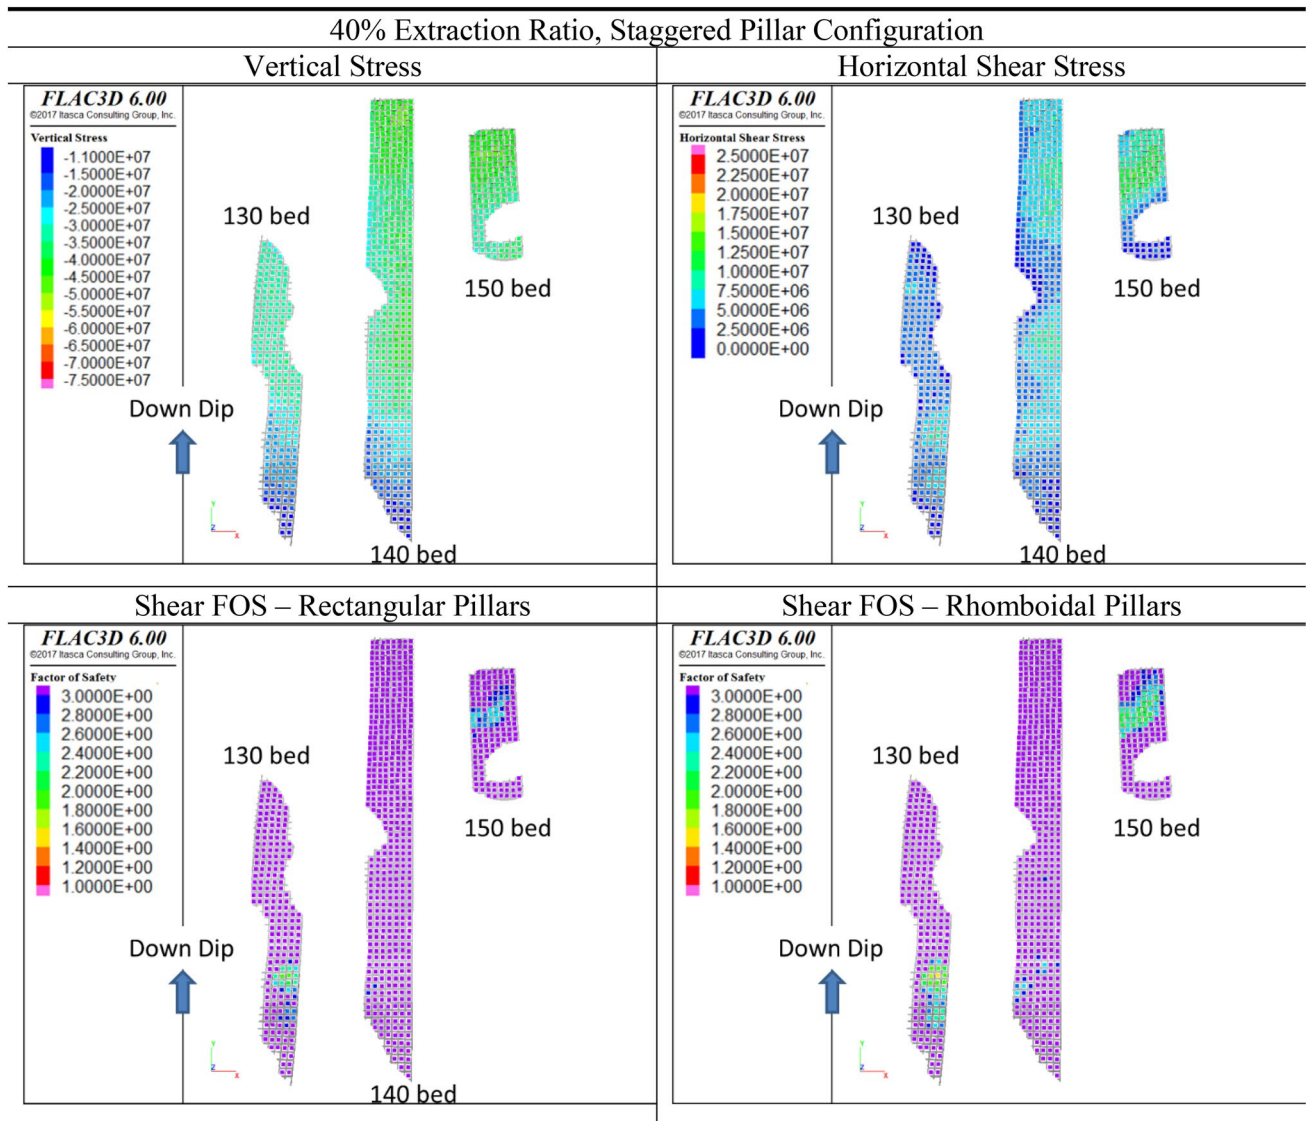 40% Extraction Ratio, Staggered Pillar Configuration
Vertical Stress
FLAC3D 6.00
©2017 Itasca Consulting Group, Inc.
Vertical Stress
-1.1000E+07
-1.5000E+07
-2.0000E+07
-2.5000E+07
-3.0000E+07
-3.5000E+07
-4.0000E+07
-4.5000E+07
-5.0000E+07
-5.5000E+07
-6.0000E+07
-6.5000E+07
-7.0000E+07
-7.5000E+07
130 bed
150 bed
Down Dip
Y
Z
X
140 bed
Horizontal Shear Stress
FLAC3D 6.00
©2017 Itasca Consulting Group, Inc.
Horizontal Shear Stress
2.5000E+07
2.2500E+07
2.0000E+07
1.7500E+07
1.5000E+07
1.2500E+07
1.0000E+07
7.5000E+06
5.0000E+06
2.5000E+06
0.0000E+00
130 bed
150 bed
Down Dip
Y
Z
X
140 bed
Shear FOS – Rectangular Pillars
FLAC3D 6.00
©2017 Itasca Consulting Group, Inc.
Factor of Safety
3.0000E+00
2.8000E+00
2.6000E+00
2.4000E+00
2.2000E+00
2.0000E+00
1.8000E+00
1.6000E+00
1.4000E+00
1.2000E+00
1.0000E+00
130 bed
150 bed
Down Dip
Y
Z
X
140 bed
Shear FOS – Rhomboidal Pillars
FLAC3D 6.00
©2017 Itasca Consulting Group, Inc.
Factor of Safety
3.0000E+00
2.8000E+00
2.6000E+00
2.4000E+00
2.2000E+00
2.0000E+00
1.8000E+00
1.6000E+00
1.4000E+00
1.2000E+00
1.0000E+00
130 bed
150 bed
Down Dip
Y
Z
X